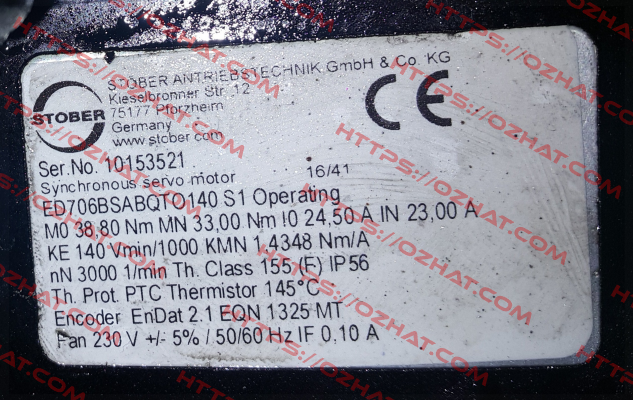 STÖBER ANTRIEBSTECHNIK GmbH & Co. KG
Kieselbronner Str. 12
75177 Pforzheim
Germany
www.stober.com
STOBER
CE
Ser.No. 10153521
Synchronous servo motor 16/41
ED706BSABQTO140 S1 Operating
M0 38,80 Nm MN 33,00 Nm I0 24,50 A IN 23,00 A
KE 140 V/min/1000 KMN 1,4348 Nm/A
nN 3000 1/min Th. Class 155 (F) IP56
Th. Prot. PTC Thermistor 145°C
Encoder EnDat 2.1 EQN 1325 MT
Fan 230 V +/- 5% / 50/60 Hz IF 0,10 A
HTTPS://OZHAT.COM